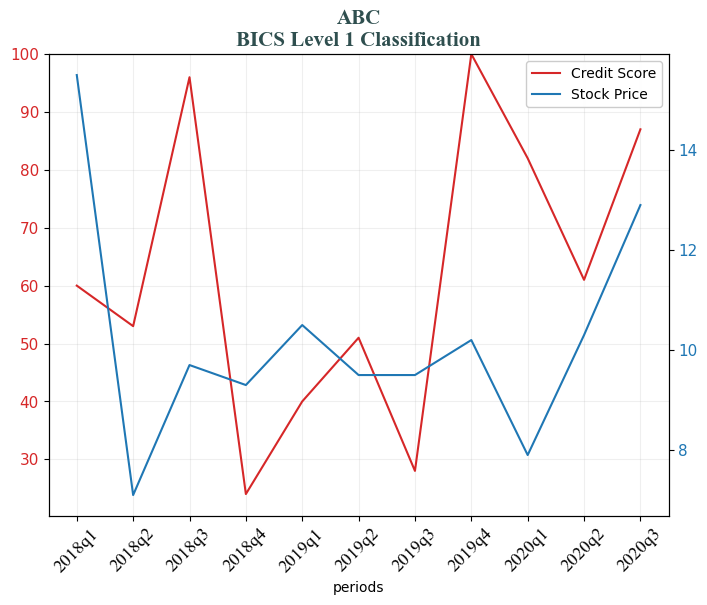 ABC
BICS Level 1 Classification
Credit Score
Stock Price
100
90
80
70
60
50
40
30
14
12
10
8
2018q1
2018q2
2018q3
2018q4
2019q1
2019q2
2019q3
2019q4
2020q1
2020q2
2020q3
periods